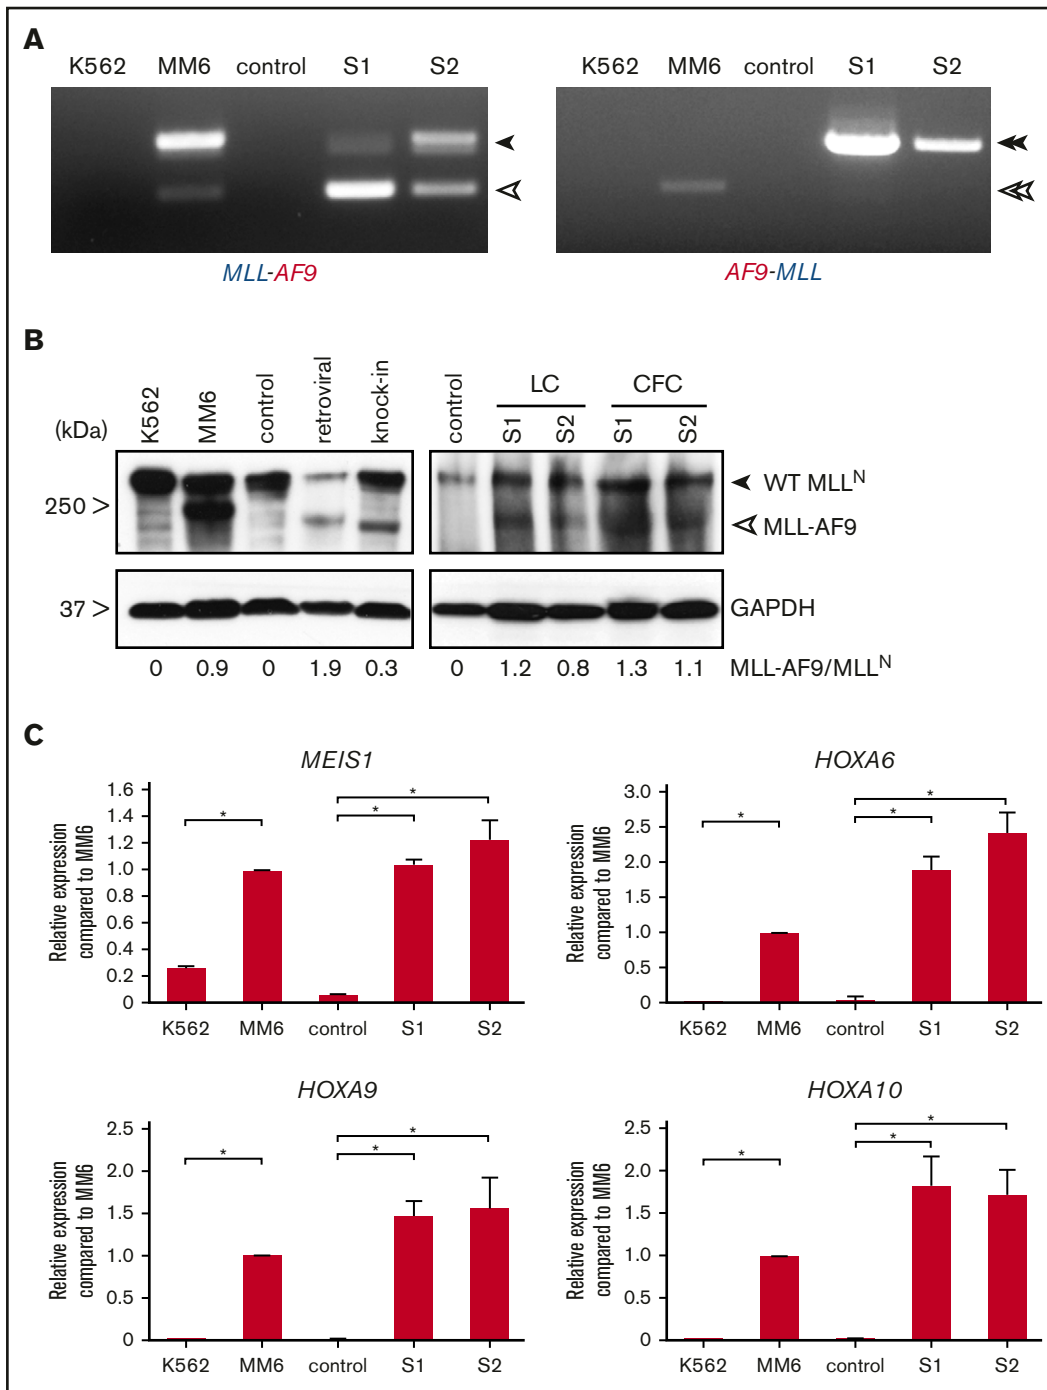 A
K562 MM6 control S1 S2
K562 MM6 control S1 S2
MLL-AF9
AF9-MLL
B
(kDa)
K562
MM6
control
retroviral
knock-in
control
LC
CFC
S1
S2
S1
S2
250 >
WT MLL^N
MLL-AF9
37 >
GAPDH
0 0.9 0 1.9 0.3 0 1.2 0.8 1.3 1.1 MLL-AF9/MLL^N
C
MEIS1
Relative expression
compared to MM6
1.6
1.4
1.2
1.0
0.8
0.6
0.4
0.2
0
*
*
*
K562 MM6 control S1 S2
HOXA6
Relative expression
compared to MM6
3.0
2.5
2.0
1.5
1.0
0.5
0
*
*
*
K562 MM6 control S1 S2
HOXA9
Relative expression
compared to MM6
2.5
2.0
1.5
1.0
0.5
0
*
*
*
K562 MM6 control S1 S2
HOXA10
Relative expression
compared to MM6
2.5
2.0
1.5
1.0
0.5
0
*
*
*
K562 MM6 control S1 S2